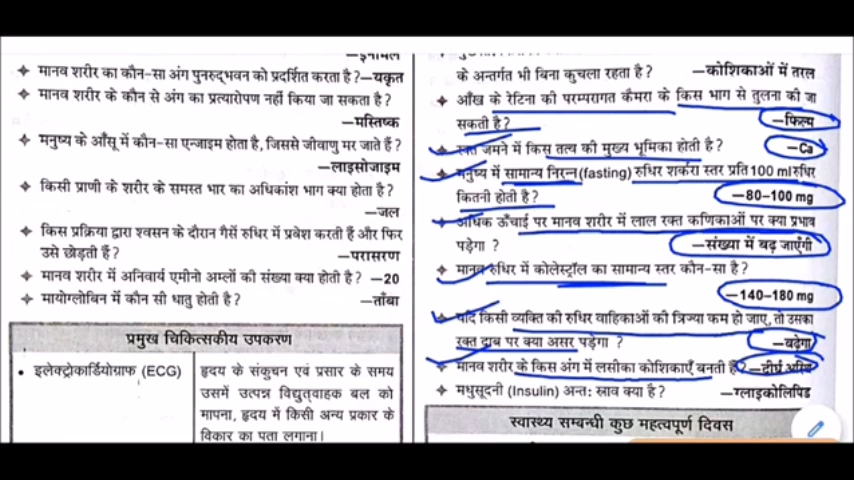 —इनामिल
✦ मानव शरीर का कौन-सा अंग पुनरुद्भवन को प्रदर्शित करता है?—यकृत
✦ मानव शरीर के कौन से अंग का प्रत्यारोपण नहीं किया जा सकता है?
—मस्तिष्क
✦ मनुष्य के आँसू में कौन-सा एन्जाइम होता है, जिससे जीवाणु मर जाते हैं?
—लाइसोजाइम
✦ किसी प्राणी के शरीर के समस्त भार का अधिकांश भाग क्या होता है?
—जल
✦ किस प्रक्रिया द्वारा श्वसन के दौरान गैसें रुधिर में प्रवेश करती हैं और फिर
उसे छोड़ती हैं? —परासरण
✦ मानव शरीर में अनिवार्य एमीनो अम्लों की संख्या क्या होती है? —20
✦ मायोग्लोबिन में कौन सी धातु होती है? —ताँबा
प्रमुख चिकित्सकीय उपकरण
• इलेक्ट्रोकार्डियोग्राफ (ECG)
हृदय के संकुचन एवं प्रसार के समय
उसमें उत्पन्न विद्युतवाहक बल को
मापना, हृदय में किसी अन्य प्रकार के
विकार का पता लगाना।
के अन्तर्गत भी बिना कुचला रहता है? —कोशिकाओं में तरल
✦ आँख के रेटिना की परम्परागत कैमरा के किस भाग से तुलना की जा
सकती है? —फिल्म
✦ रक्त जमने में किस तत्व की मुख्य भूमिका होती है? —Ca
✦ मनुष्य में सामान्य निरन्न (fasting) रुधिर शर्करा स्तर प्रति 100 ml रुधिर
कितनी होती है? —80–100 mg
✦ अधिक ऊँचाई पर मानव शरीर में लाल रक्त कणिकाओं पर क्या प्रभाव
पड़ेगा ? —संख्या में बढ़ जाएँगी
✦ मानव रुधिर में कोलेस्ट्रॉल का सामान्य स्तर कौन-सा है?
—140–180 mg
✦ यदि किसी व्यक्ति की रुधिर वाहिकाओं की त्रिज्या कम हो जाए, तो उसका
रक्त दाब पर क्या असर पड़ेगा ? —बढ़ेगा
✦ मानव शरीर के किस अंग में लसीका कोशिकाएँ बनती हैं? —दीर्घ अस्थि
✦ मधुसूदनी (Insulin) अन्त: स्राव क्या है? —ग्लाइकोलिपिड
स्वास्थ्य सम्बन्धी कुछ महत्वपूर्ण दिवस